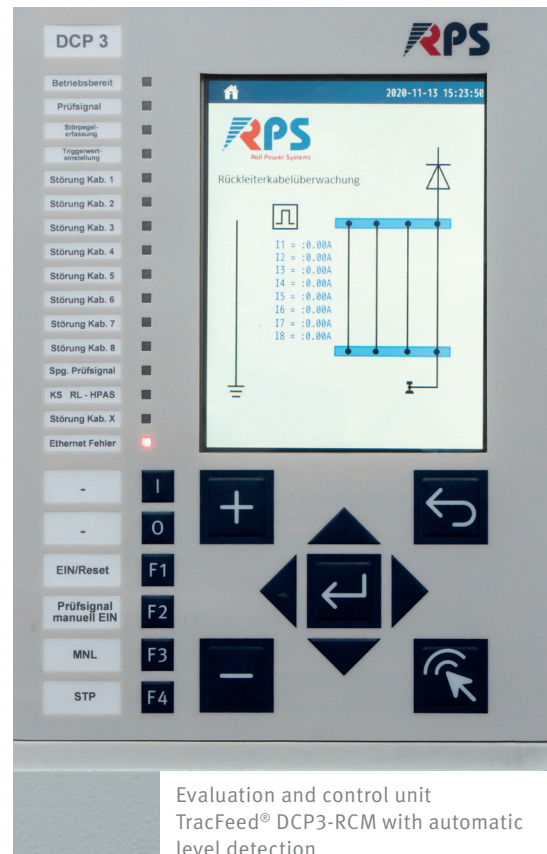 DCP 3
RPS
Betriebsbereit
Prüfsignal
Störpegel-
erfassung
Triggerwert-
einstellung
Störung Kab. 1
Störung Kab. 2
Störung Kab. 3
Störung Kab. 4
Störung Kab. 5
Störung Kab. 6
Störung Kab. 7
Störung Kab. 8
Spg. Prüfsignal
KS RL - HPAS
Störung Kab. X
Ethernet Fehler
2020-11-13 15:23:50
RPS
Rail Power Systems
Rückleiterkabelüberwachung
I1 = :0.00A
I2 = :0.00A
I3 = :0.00A
I4 = :0.00A
I5 = :0.00A
I6 = :0.00A
I7 = :0.00A
I8 = :0.00A
- I
- O
EIN/Reset F1
Prüfsignal
manuell EIN F2
MNL F3
STP F4
Evaluation and control unit
TracFeed® DCP3-RCM with automatic
level detection